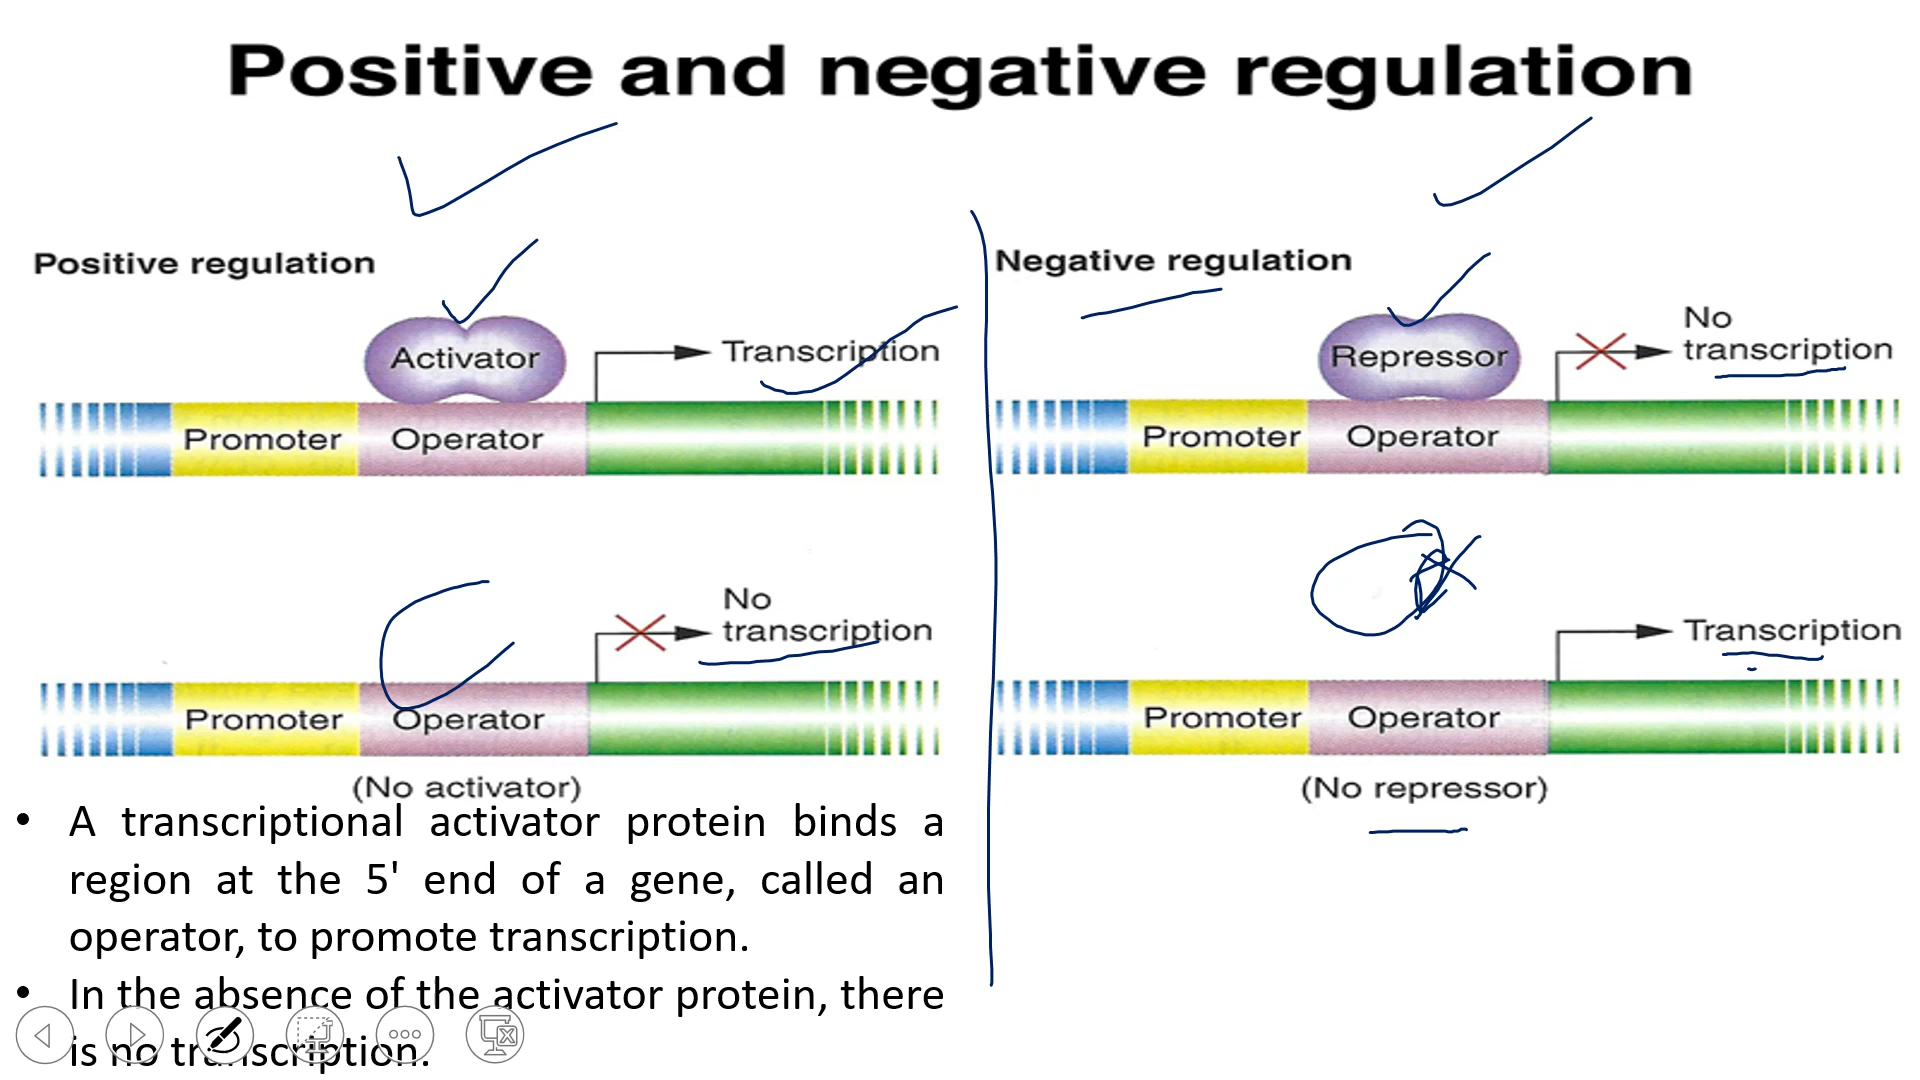 Positive and negative regulation
Positive regulation
Activator
Transcription
Promoter
Operator
No
transcription
Promoter
Operator
(No activator)
• A transcriptional activator protein binds a
region at the 5' end of a gene, called an
operator, to promote transcription.
• In the absence of the activator protein, there
is no transcription.
Negative regulation
Repressor
No
transcription
Promoter
Operator
Transcription
Promoter
Operator
(No repressor)